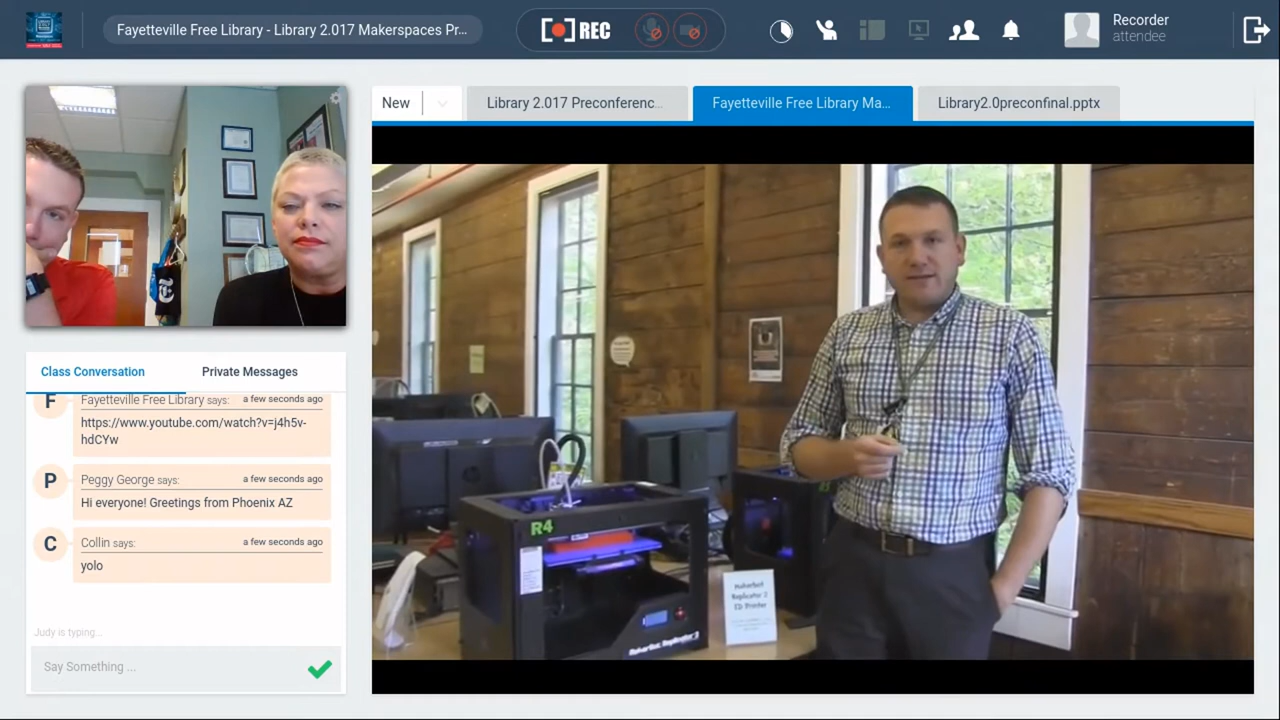 Fayetteville Free Library - Library 2.017 Makerspaces Pr...
REC
Recorder
attendee
New
Library 2.017 Preconferenc...
Fayetteville Free Library Ma...
Library2.0preconfinal.pptx
Class Conversation
Private Messages
F
Fayetteville Free Library says:
a few seconds ago
https://www.youtube.com/watch?v=j4h5v-
hdCYw
P
Peggy George says:
a few seconds ago
Hi everyone! Greetings from Phoenix AZ
C
Collin says:
a few seconds ago
yolo
Judy is typing...
Say Something ...
R4
MakerBot Replicator 2
Makerbot
Replicator 2
3D Printer